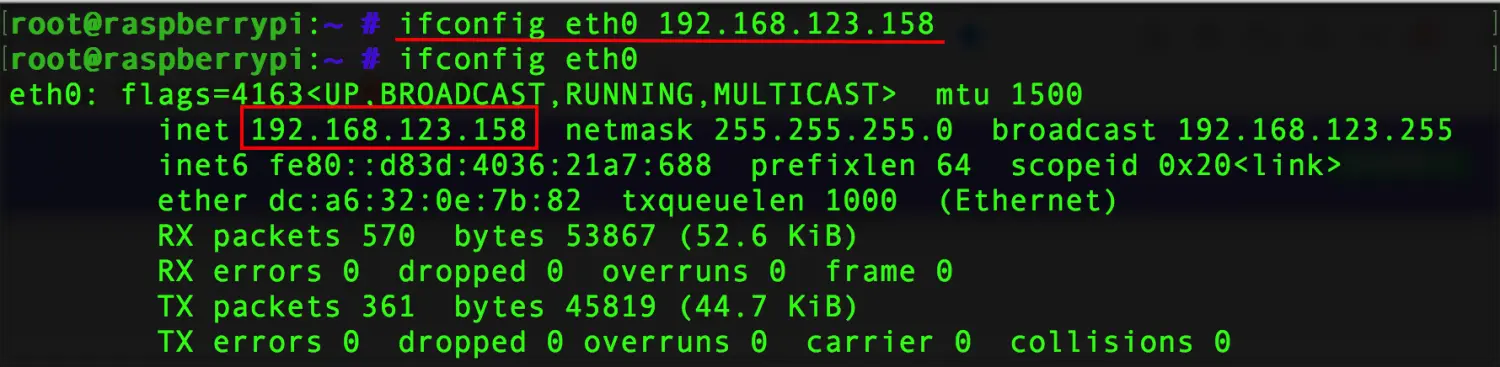 [root@raspberrypi:~ # ifconfig eth0 192.168.123.158 ]
[root@raspberrypi:~ # ifconfig eth0 ]
eth0: flags=4163<UP,BROADCAST,RUNNING,MULTICAST>  mtu 1500
        inet 192.168.123.158  netmask 255.255.255.0  broadcast 192.168.123.255
        inet6 fe80::d83d:4036:21a7:688  prefixlen 64  scopeid 0x20<link>
        ether dc:a6:32:0e:7b:82  txqueuelen 1000  (Ethernet)
        RX packets 570  bytes 53867 (52.6 KiB)
        RX errors 0  dropped 0  overruns 0  frame 0
        TX packets 361  bytes 45819 (44.7 KiB)
        TX errors 0  dropped 0 overruns 0  carrier 0  collisions 0